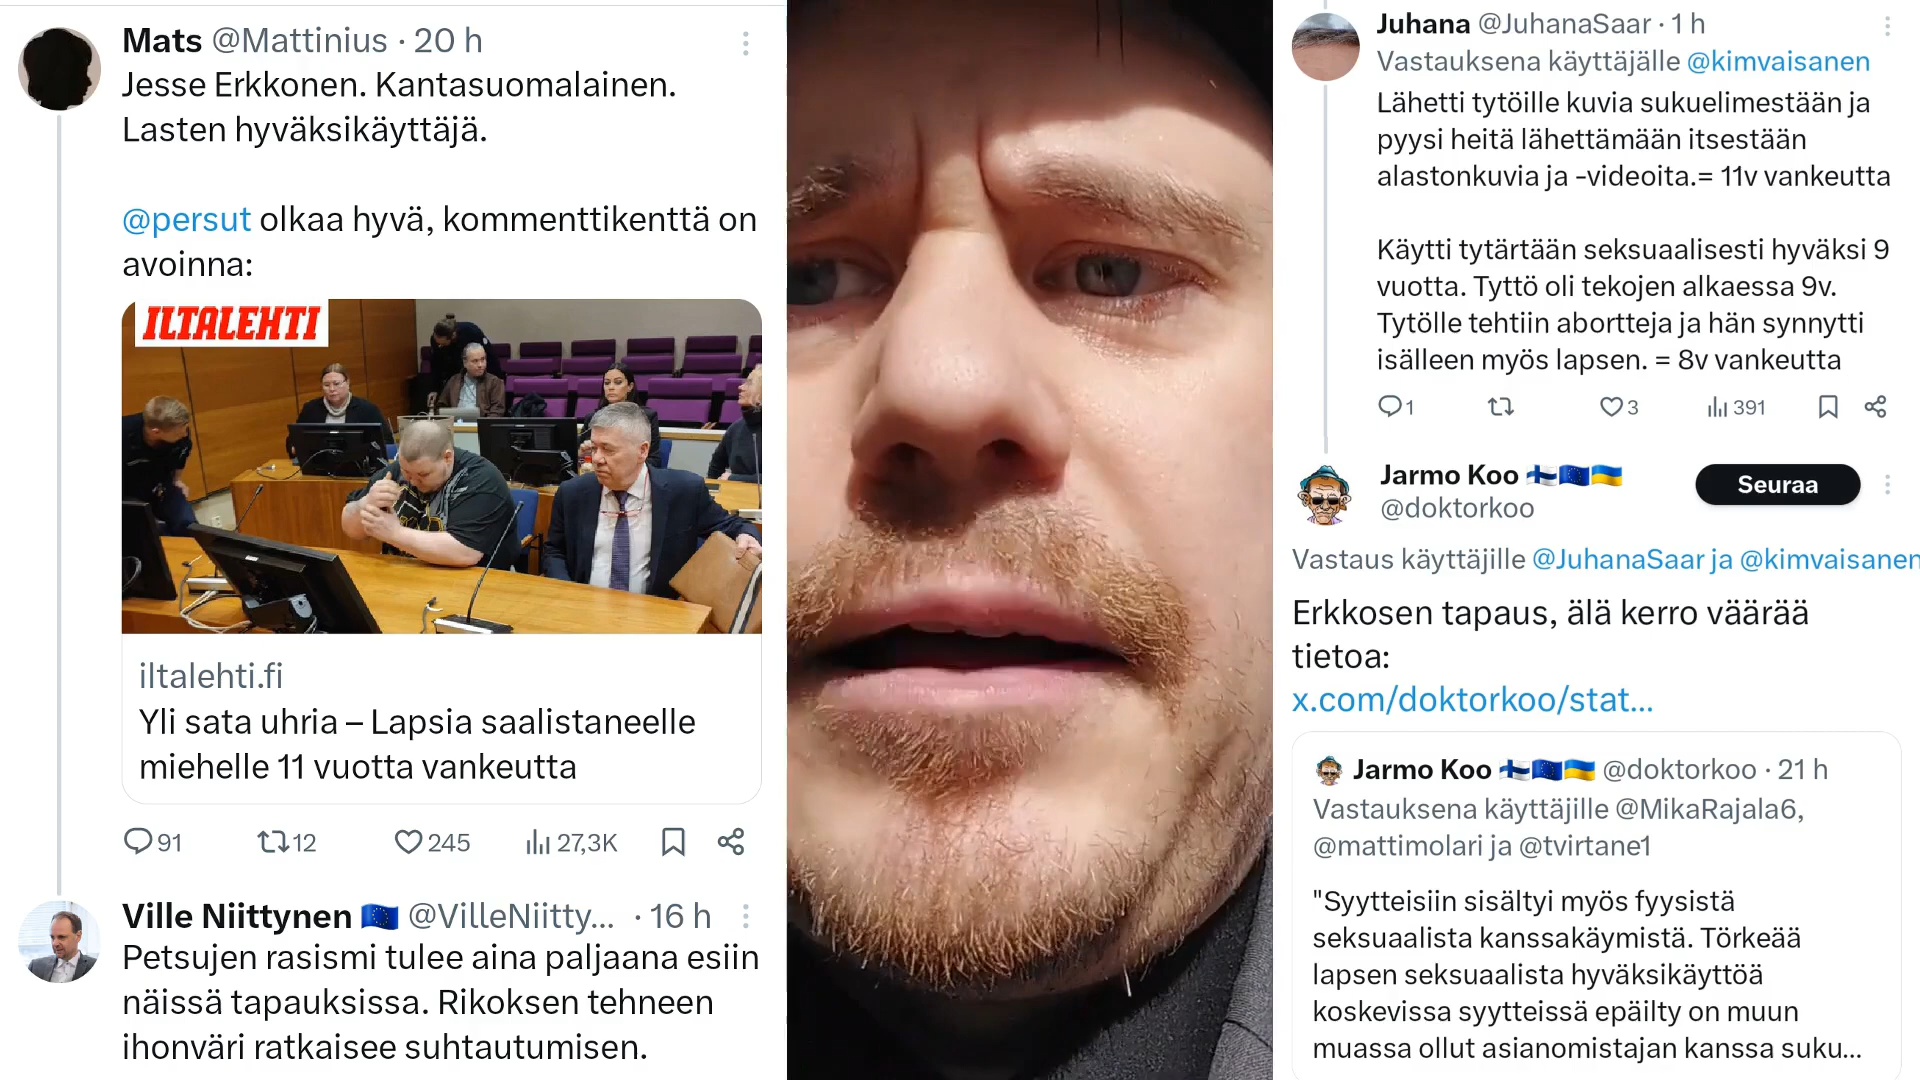 Mats @Mattinius · 20 h
Jesse Erkkonen. Kantasuomalainen.
Lasten hyväksikäyttäjä.
@persut olkaa hyvä, kommenttikenttä on
avoinna:
ILTALEHTI
iltalehti.fi
Yli sata uhria – Lapsia saalistaneelle
miehelle 11 vuotta vankeutta
91 12 245 27,3K
Ville Niittynen @VilleNiitty... · 16 h
Petsujen rasismi tulee aina paljaana esiin
näissä tapauksissa. Rikoksen tehneen
ihonväri ratkaisee suhtautumisen.
Juhana @JuhanaSaar · 1 h
Vastauksena käyttäjälle @kimvaisanen
Lähetti tytöille kuvia sukuelimestään ja
pyysi heitä lähettämään itsestään
alastonkuvia ja -videoita.= 11v vankeutta
Käytti tytärtään seksuaalisesti hyväksi 9
vuotta. Tyttö oli tekojen alkaessa 9v.
Tytölle tehtiin abortteja ja hän synnytti
isälleen myös lapsen. = 8v vankeutta
1 3 391
Jarmo Koo
Seuraa
@doktorkoo
Vastaus käyttäjille @JuhanaSaar ja @kimvaisanen
Erkkosen tapaus, älä kerro väärää
tietoa:
x.com/doktorkoo/stat...
Jarmo Koo @doktorkoo · 21 h
Vastauksena käyttäjille @MikaRajala6,
@mattimolari ja @tvirtane1
"Syytteisiin sisältyi myös fyysistä
seksuaalista kanssakäymistä. Törkeää
lapsen seksuaalista hyväksikäyttöä
koskevissa syytteissä epäilty on muun
muassa ollut asianomistajan kanssa suku...